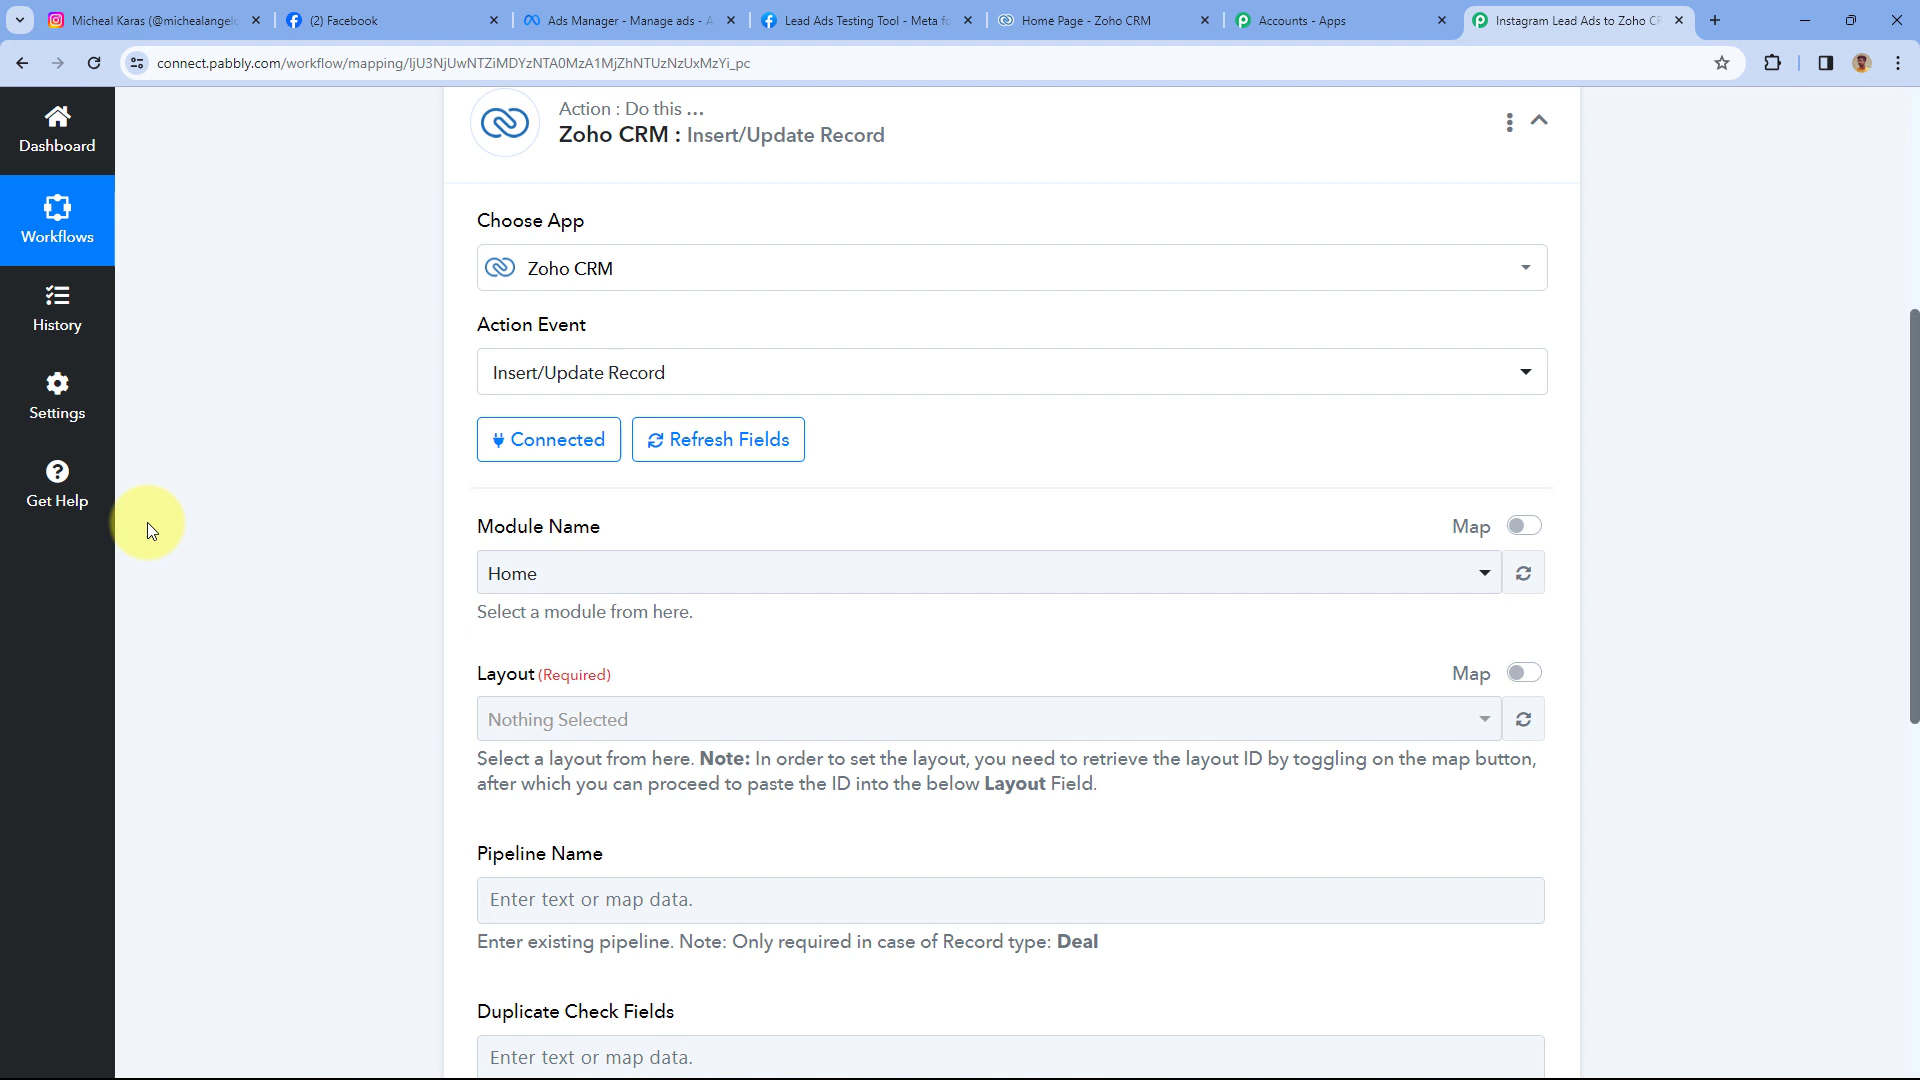 Micheal Karas (@michealangelo
(2) Facebook
Ads Manager - Manage ads - A
Lead Ads Testing Tool - Meta fo
Home Page - Zoho CRM
Accounts - Apps
Instagram Lead Ads to Zoho CR
connect.pabbly.com/workflow/mapping/IjU3NjUwNTZiMDYzNTA0MzA1MjZhNTUzNzUxMzYi_pc
Dashboard
Workflows
History
Settings
Get Help
Action : Do this ...
Zoho CRM : Insert/Update Record
Choose App
Zoho CRM
Action Event
Insert/Update Record
Connected
Refresh Fields
Module Name
Map
Home
Select a module from here.
Layout (Required)
Map
Nothing Selected
Select a layout from here. Note: In order to set the layout, you need to retrieve the layout ID by toggling on the map button,
after which you can proceed to paste the ID into the below Layout Field.
Pipeline Name
Enter text or map data.
Enter existing pipeline. Note: Only required in case of Record type: Deal
Duplicate Check Fields
Enter text or map data.